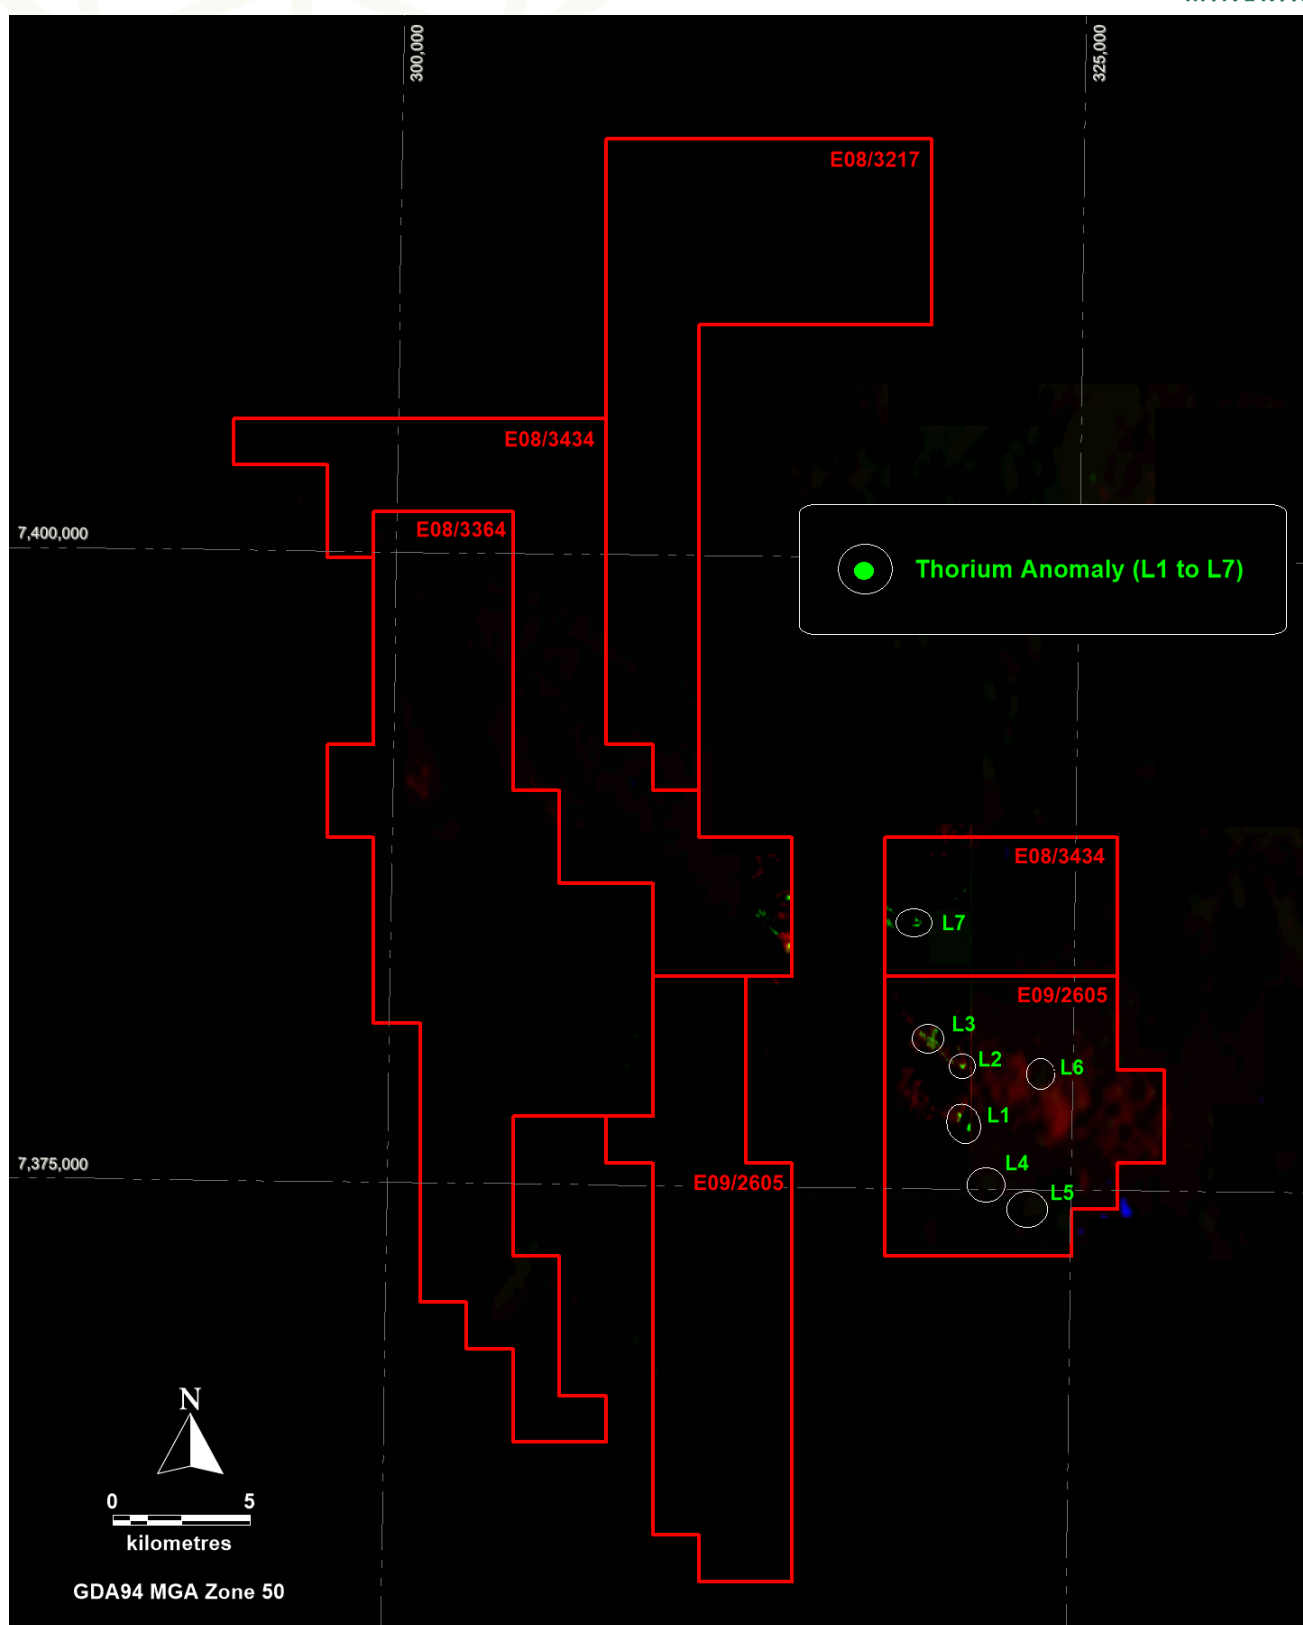 300,000
325,000
E08/3217
E08/3434
E08/3364
7,400,000
Thorium Anomaly (L1 to L7)
E08/3434
L7
E09/2605
L3
L2
L6
L1
L4
7,375,000
E09/2605
L5
N
0 5
kilometres
GDA94 MGA Zone 50